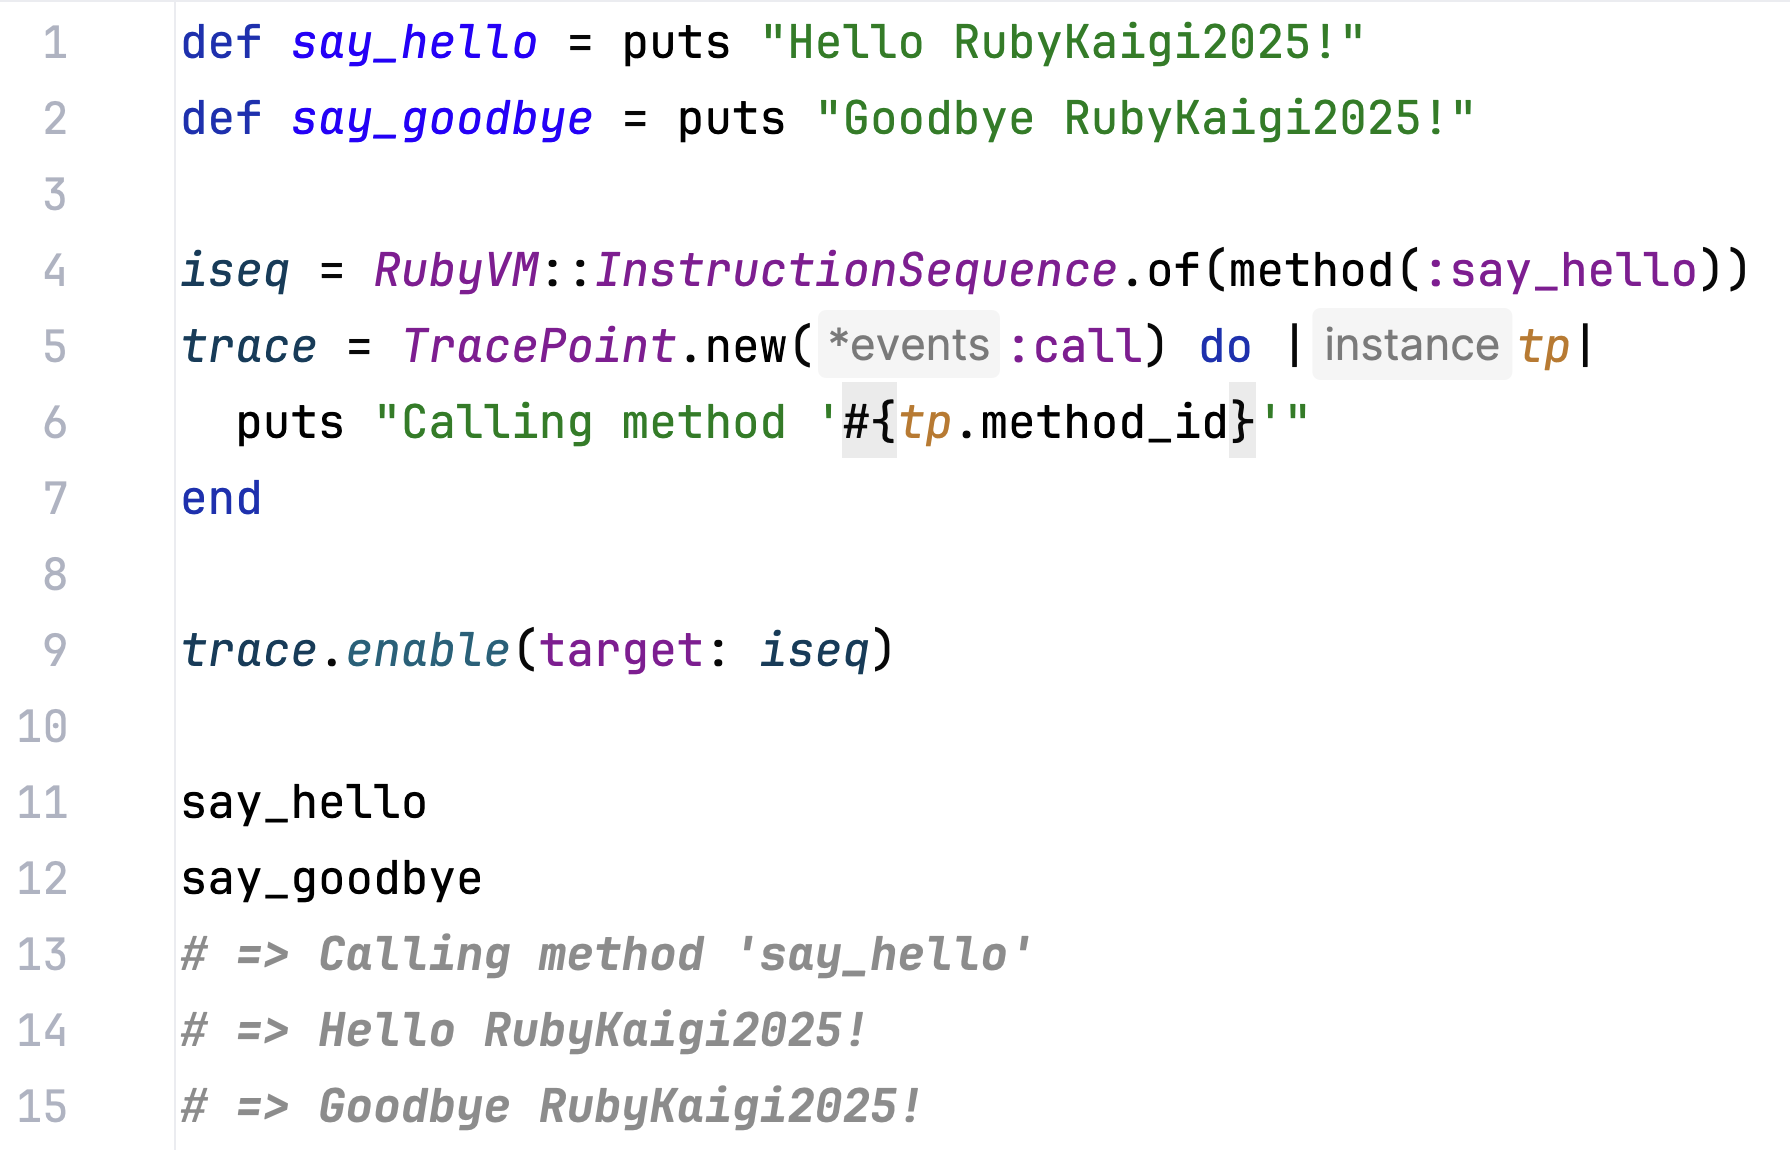 1 def say_hello = puts "Hello RubyKaigi2025!"
2 def say_goodbye = puts "Goodbye RubyKaigi2025!"
3
4 iseq = RubyVM::InstructionSequence.of(method(:say_hello))
5 trace = TracePoint.new( *events :call) do | instance tp|
6   puts "Calling method '#{tp.method_id}'"
7 end
8
9 trace.enable(target: iseq)
10
11 say_hello
12 say_goodbye
13 # => Calling method 'say_hello'
14 # => Hello RubyKaigi2025!
15 # => Goodbye RubyKaigi2025!